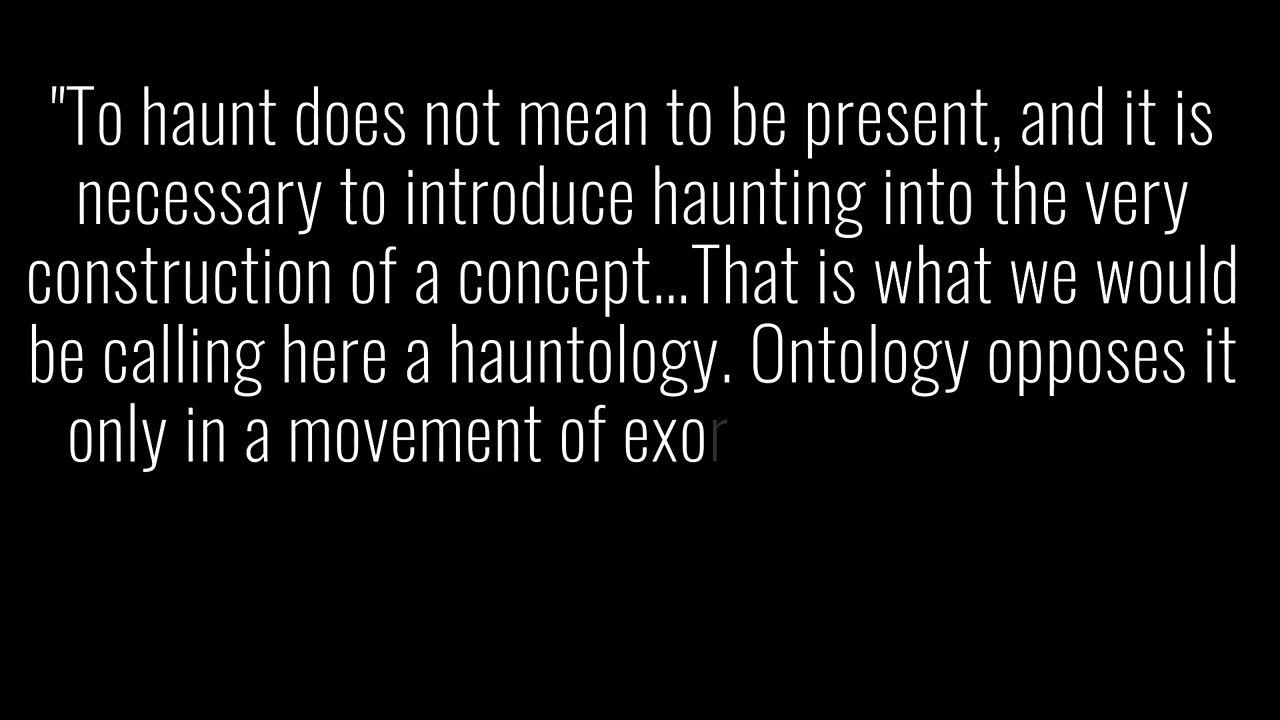 "To haunt does not mean to be present, and it is
necessary to introduce haunting into the very
construction of a concept...That is what we would
be calling here a hauntology. Ontology opposes it
only in a movement of exor